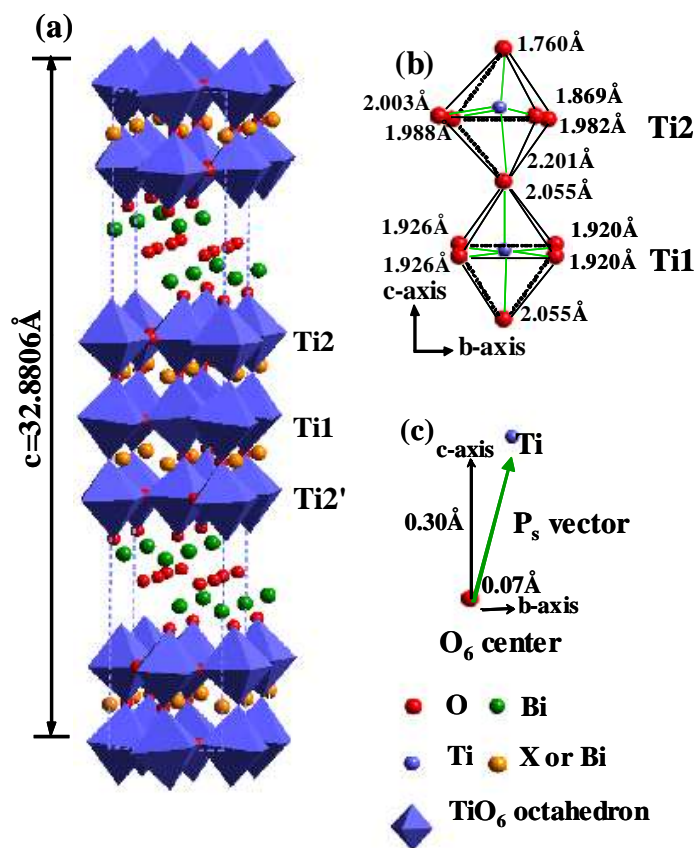 (a)
c=32.8806Å
Ti2
Ti1
Ti2'
(b)
1.760Å
2.003Å
1.869Å
1.988Å
1.982Å
Ti2
2.201Å
2.055Å
1.926Å
1.920Å
1.926Å
1.920Å
Ti1
2.055Å
c-axis
b-axis
(c)
Ti
c-axis
0.30Å
Pₛ vector
0.07Å
b-axis
O₆ center
O
Bi
Ti
X or Bi
TiO₆ octahedron